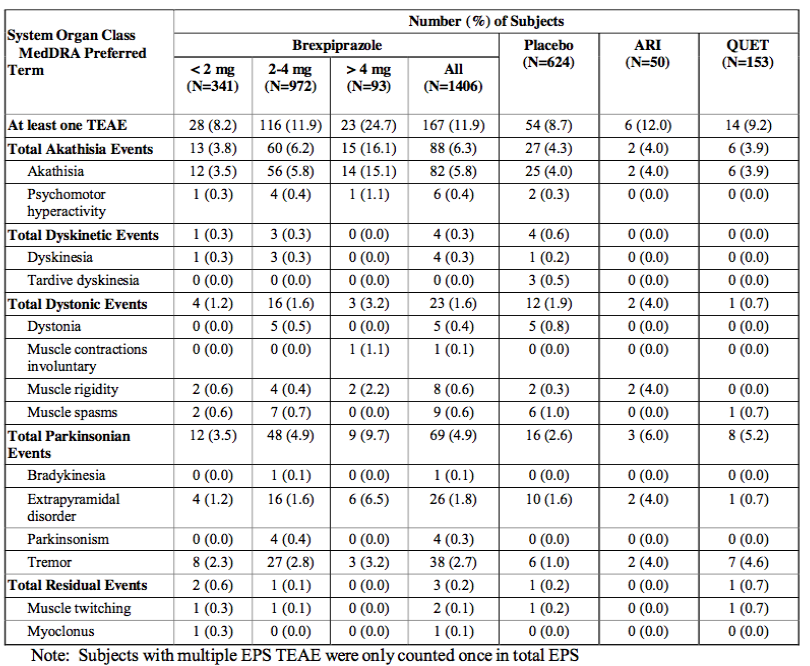 Number (%) of Subjects
System Organ Class
MedDRA Preferred
Term
Brexpiprazole
Placebo
(N=624)
ARI
(N=50)
QUET
(N=153)
< 2 mg
(N=341)
2-4 mg
(N=972)
> 4 mg
(N=93)
All
(N=1406)
At least one TEAE 28 (8.2) 116 (11.9) 23 (24.7) 167 (11.9) 54 (8.7) 6 (12.0) 14 (9.2)
Total Akathisia Events 13 (3.8) 60 (6.2) 15 (16.1) 88 (6.3) 27 (4.3) 2 (4.0) 6 (3.9)
Akathisia 12 (3.5) 56 (5.8) 14 (15.1) 82 (5.8) 25 (4.0) 2 (4.0) 6 (3.9)
Psychomotor 1 (0.3) 4 (0.4) 1 (1.1) 6 (0.4) 2 (0.3) 0 (0.0) 0 (0.0)
hyperactivity
Total Dyskinetic Events 1 (0.3) 3 (0.3) 0 (0.0) 4 (0.3) 4 (0.6) 0 (0.0) 0 (0.0)
Dyskinesia 1 (0.3) 3 (0.3) 0 (0.0) 4 (0.3) 1 (0.2) 0 (0.0) 0 (0.0)
Tardive dyskinesia 0 (0.0) 0 (0.0) 0 (0.0) 0 (0.0) 3 (0.5) 0 (0.0) 0 (0.0)
Total Dystonic Events 4 (1.2) 16 (1.6) 3 (3.2) 23 (1.6) 12 (1.9) 2 (4.0) 1 (0.7)
Dystonia 0 (0.0) 5 (0.5) 0 (0.0) 5 (0.4) 5 (0.8) 0 (0.0) 0 (0.0)
Muscle contractions 0 (0.0) 0 (0.0) 1 (1.1) 1 (0.1) 0 (0.0) 0 (0.0) 0 (0.0)
involuntary
Muscle rigidity 2 (0.6) 4 (0.4) 2 (2.2) 8 (0.6) 2 (0.3) 2 (4.0) 0 (0.0)
Muscle spasms 2 (0.6) 7 (0.7) 0 (0.0) 9 (0.6) 6 (1.0) 0 (0.0) 1 (0.7)
Total Parkinsonian 12 (3.5) 48 (4.9) 9 (9.7) 69 (4.9) 16 (2.6) 3 (6.0) 8 (5.2)
Events
Bradykinesia 0 (0.0) 1 (0.1) 0 (0.0) 1 (0.1) 0 (0.0) 0 (0.0) 0 (0.0)
Extrapyramidal 4 (1.2) 16 (1.6) 6 (6.5) 26 (1.8) 10 (1.6) 2 (4.0) 1 (0.7)
disorder
Parkinsonism 0 (0.0) 4 (0.4) 0 (0.0) 4 (0.3) 0 (0.0) 0 (0.0) 0 (0.0)
Tremor 8 (2.3) 27 (2.8) 3 (3.2) 38 (2.7) 6 (1.0) 2 (4.0) 7 (4.6)
Total Residual Events 2 (0.6) 1 (0.1) 0 (0.0) 3 (0.2) 1 (0.2) 0 (0.0) 1 (0.7)
Muscle twitching 1 (0.3) 1 (0.1) 0 (0.0) 2 (0.1) 1 (0.2) 0 (0.0) 1 (0.7)
Myoclonus 1 (0.3) 0 (0.0) 0 (0.0) 1 (0.1) 0 (0.0) 0 (0.0) 0 (0.0)
Note: Subjects with multiple EPS TEAE were only counted once in total EPS